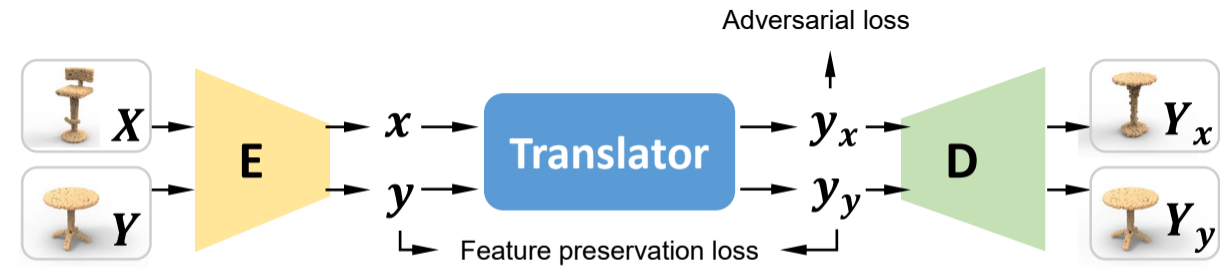 Adversarial loss
X
E
x
Translator
y_x
D
Y_x
Y
y
y_y
Y_y
Feature preservation loss